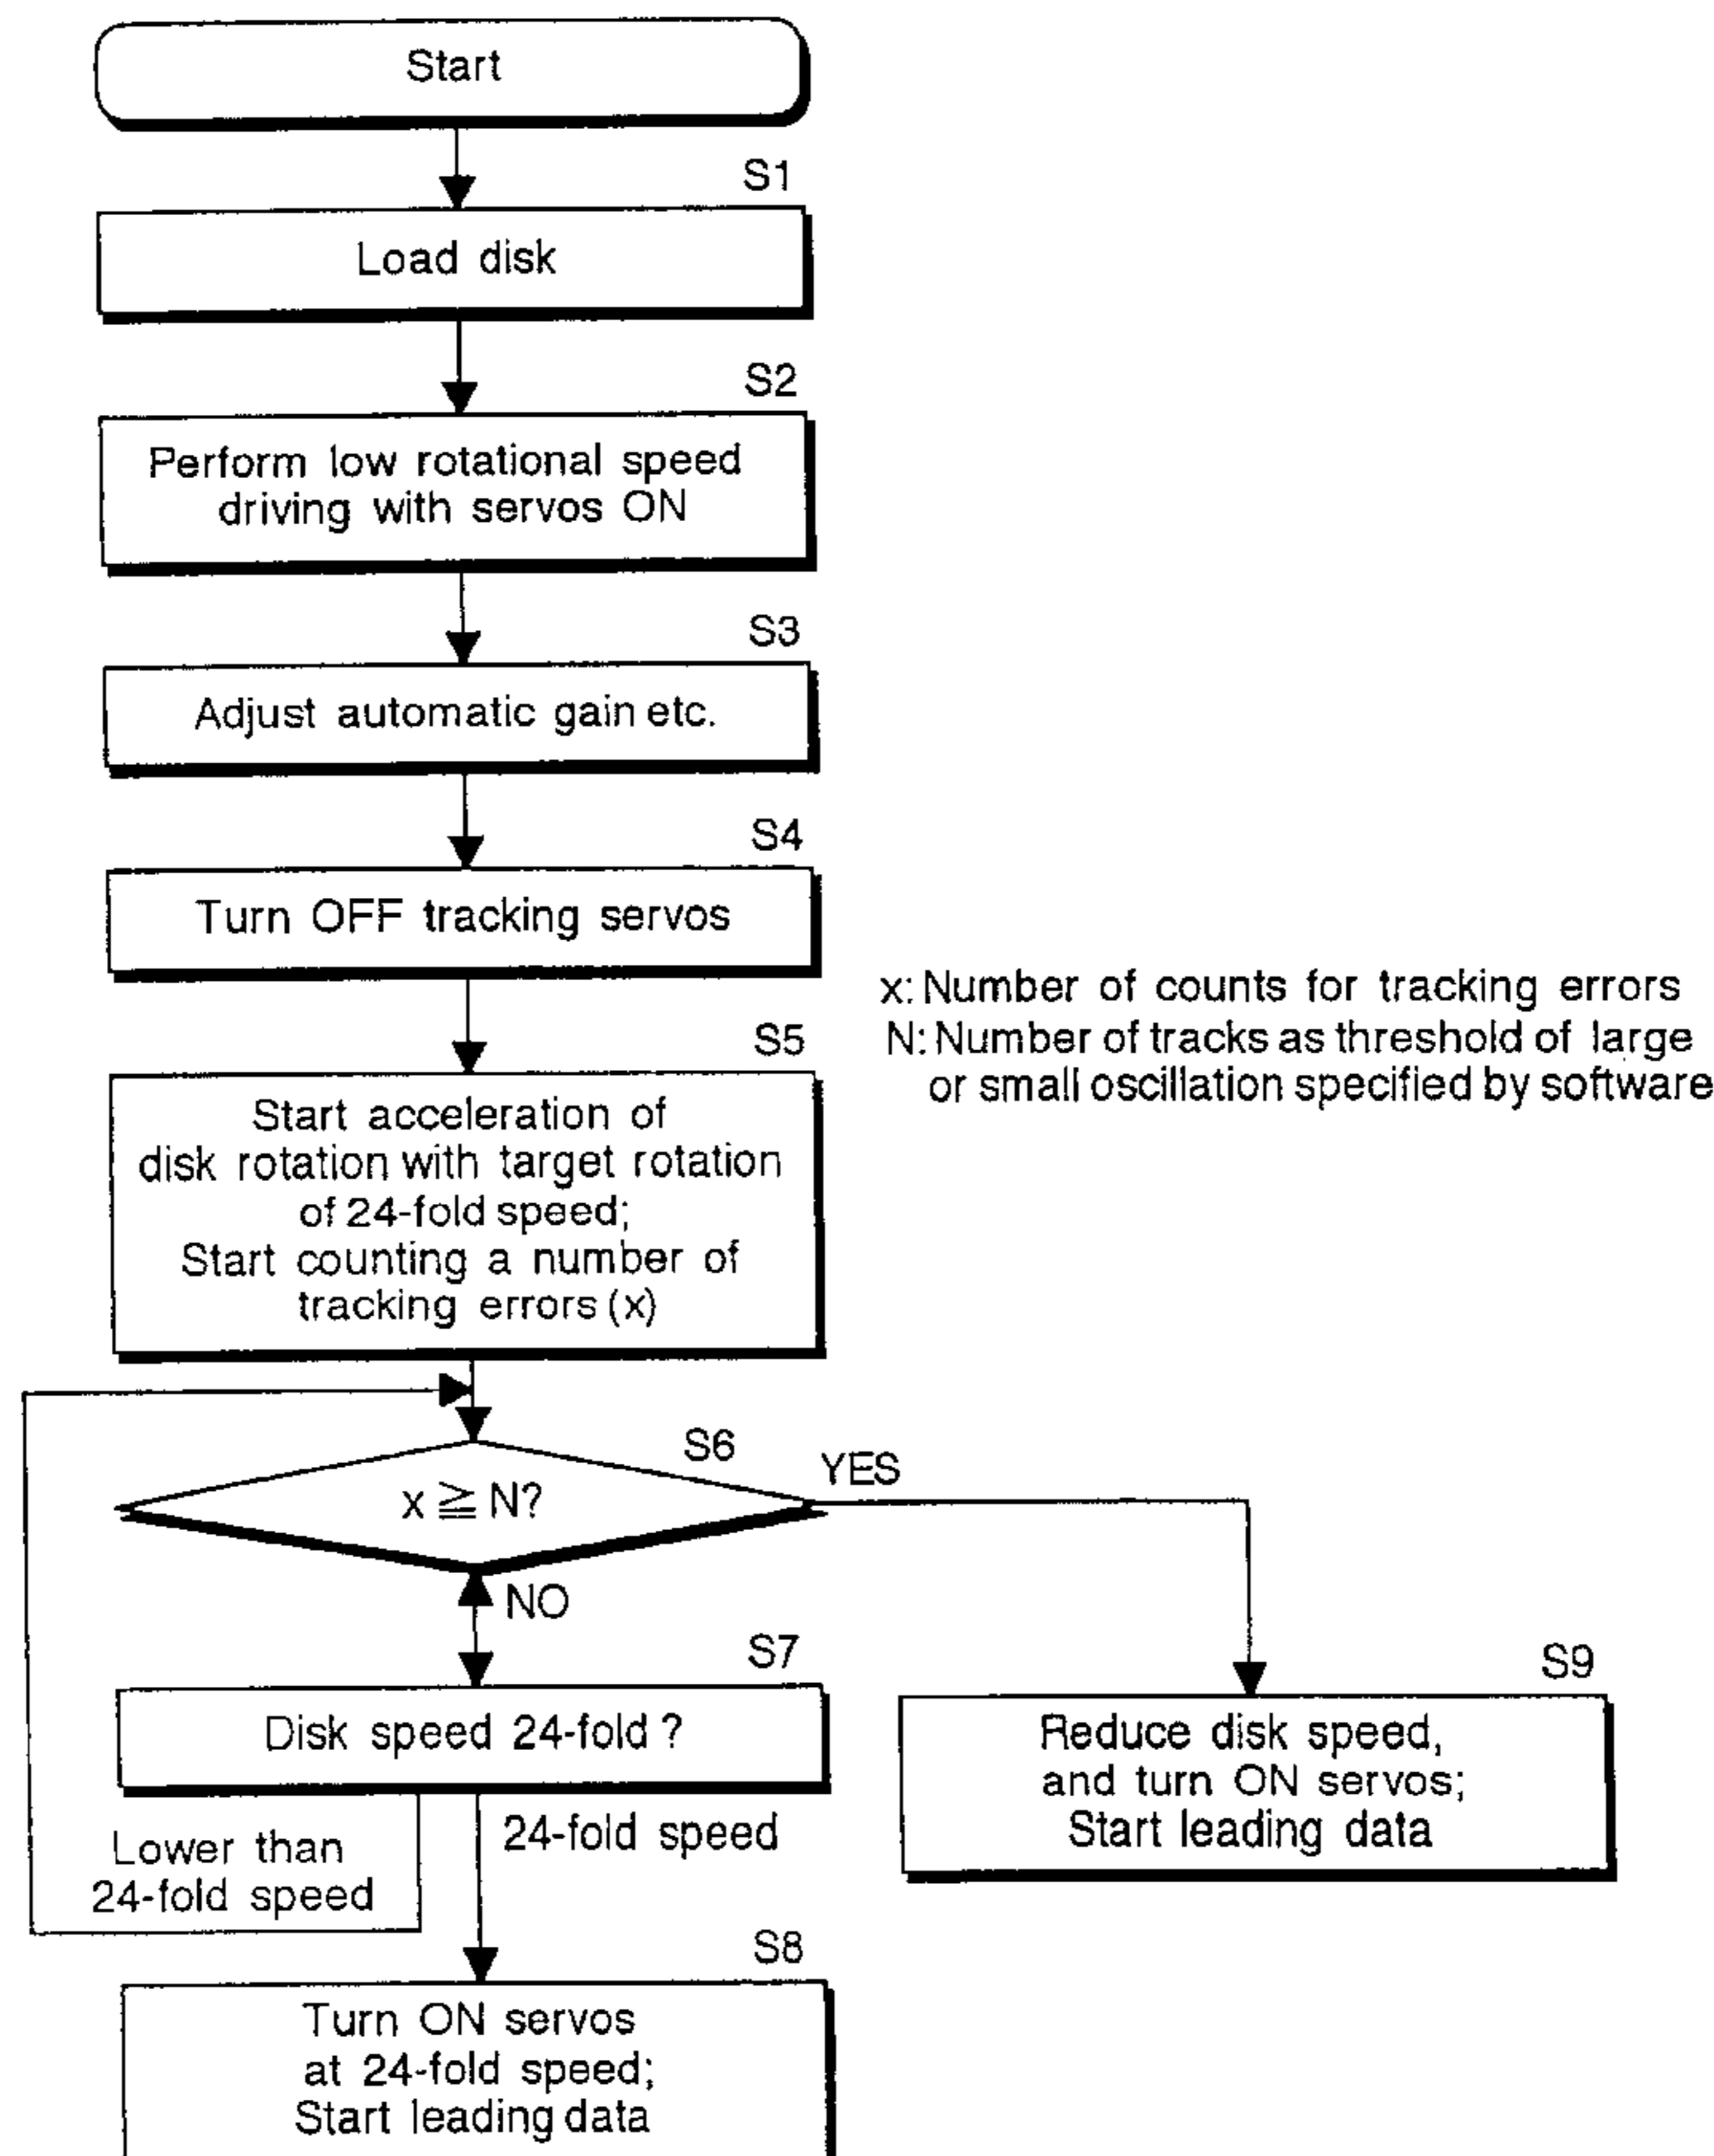 Start
S1
Load disk
S2
Perform low rotational speed
driving with servos ON
S3
Adjust automatic gain etc.
S4
Turn OFF tracking servos
x: Number of counts for tracking errors
N: Number of tracks as threshold of large
or small oscillation specified by software
S5
Start acceleration of
disk rotation with target rotation
of 24-fold speed;
Start counting a number of
tracking errors (x)
S6
x ≧ N?
YES
NO
S7
Disk speed 24-fold ?
Lower than
24-fold speed
24-fold speed
S9
Reduce disk speed,
and turn ON servos;
Start leading data
S8
Turn ON servos
at 24-fold speed;
Start leading data